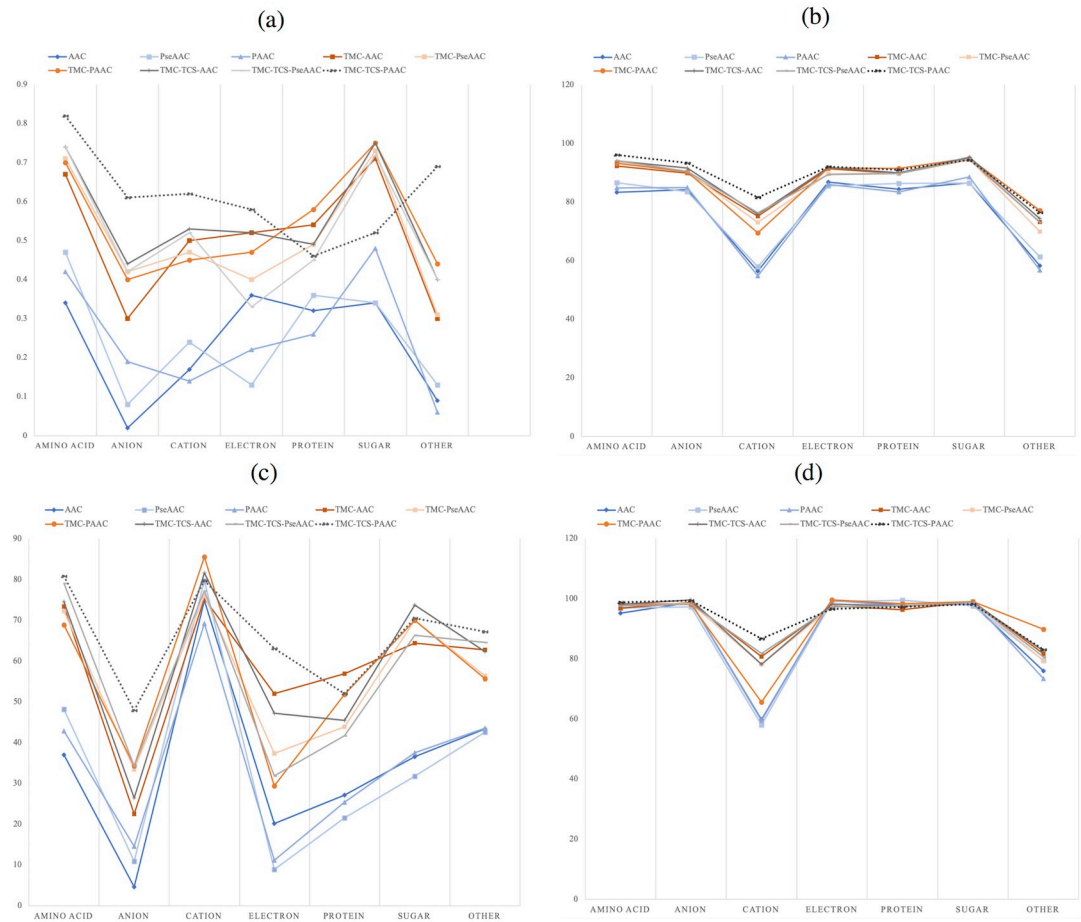 (a)
AAC PseAAC PAAC TMC-AAC TMC-PseAAC
TMC-PAAC TMC-TCS-AAC TMC-TCS-PseAAC TMC-TCS-PAAC
0.9
0.8
0.7
0.6
0.5
0.4
0.3
0.2
0.1
0
AMINO ACID ANION CATION ELECTRON PROTEIN SUGAR OTHER
(b)
AAC PseAAC PAAC TMC-AAC TMC-PseAAC
TMC-PAAC TMC-TCS-AAC TMC-TCS-PseAAC TMC-TCS-PAAC
120
100
80
60
40
20
0
AMINO ACID ANION CATION ELECTRON PROTEIN SUGAR OTHER
(c)
AAC PseAAC PAAC TMC-AAC TMC-PseAAC
TMC-PAAC TMC-TCS-AAC TMC-TCS-PseAAC TMC-TCS-PAAC
90
80
70
60
50
40
30
20
10
0
AMINO ACID ANION CATION ELECTRON PROTEIN SUGAR OTHER
(d)
AAC PseAAC PAAC TMC-AAC TMC-PseAAC
TMC-PAAC TMC-TCS-AAC TMC-TCS-PseAAC TMC-TCS-PAAC
120
100
80
60
40
20
0
AMINO ACID ANION CATION ELECTRON PROTEIN SUGAR OTHER